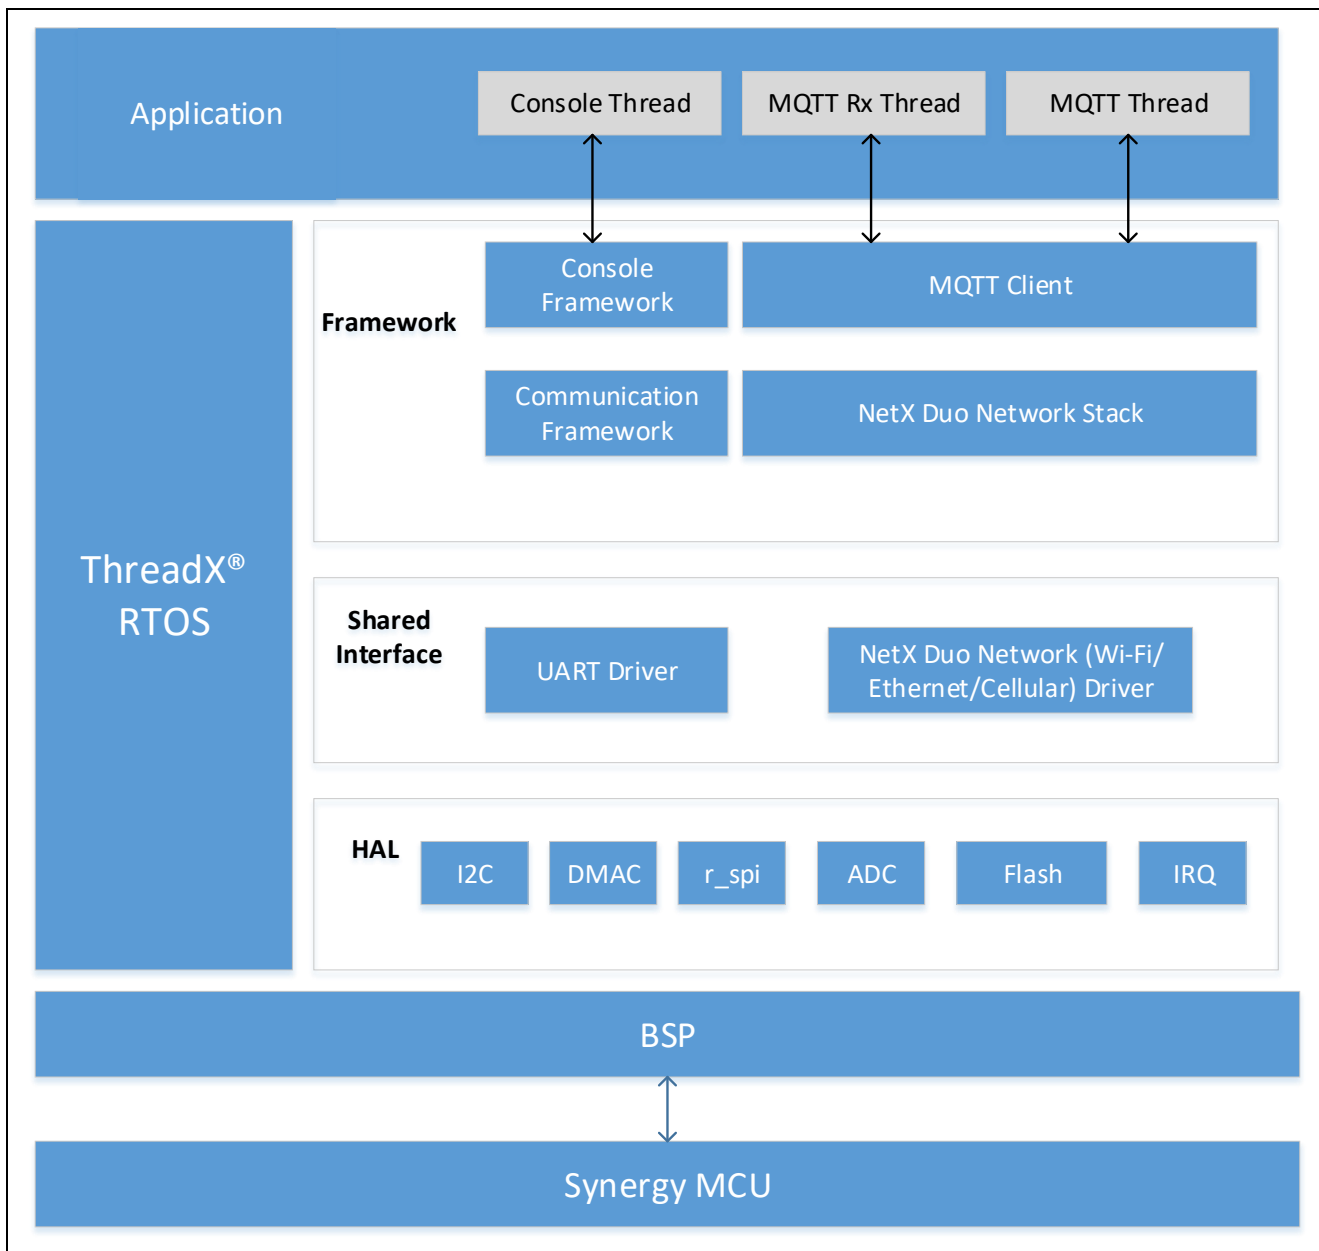 Application
Console Thread
MQTT Rx Thread
MQTT Thread
ThreadX®
RTOS
Framework
Console
Framework
MQTT Client
Communication
Framework
NetX Duo Network Stack
Shared
Interface
UART Driver
NetX Duo Network (Wi-Fi/
Ethernet/Cellular) Driver
HAL
I2C
DMAC
r_spi
ADC
Flash
IRQ
BSP
Synergy MCU